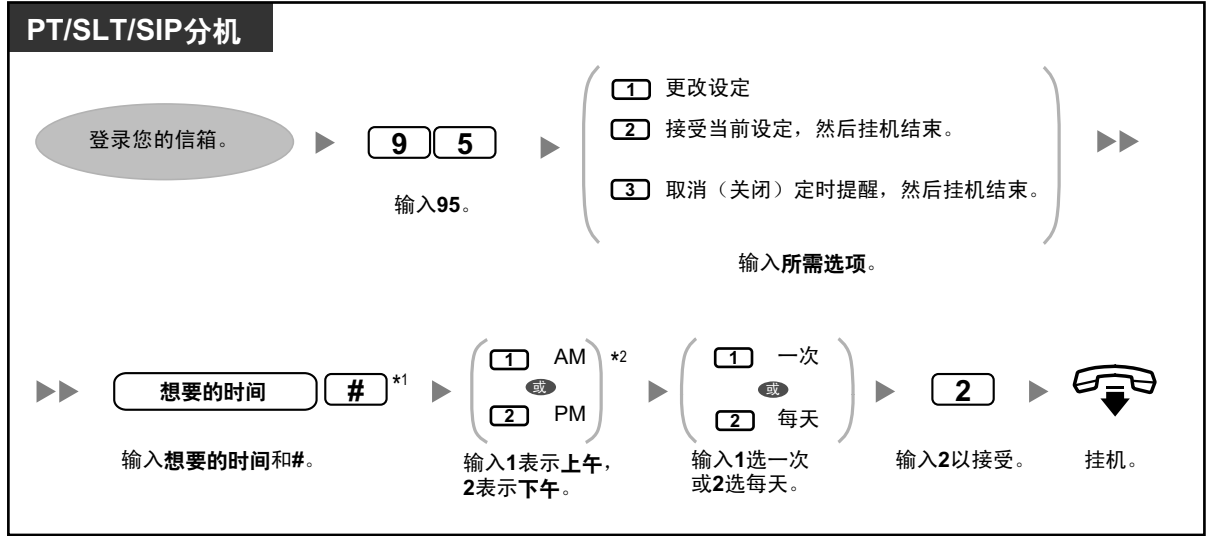 PT/SLT/SIP分机
登录您的信箱。
9 5
输入95。
1 更改设定
2 接受当前设定，然后挂机结束。
3 取消（关闭）定时提醒，然后挂机结束。
输入所需选项。
想要的时间 # *1
输入想要的时间和#。
1 AM *2
或
2 PM
输入1表示上午，
2表示下午。
1 一次
或
2 每天
输入1选一次
或2选每天。
2
输入2以接受。
挂机。